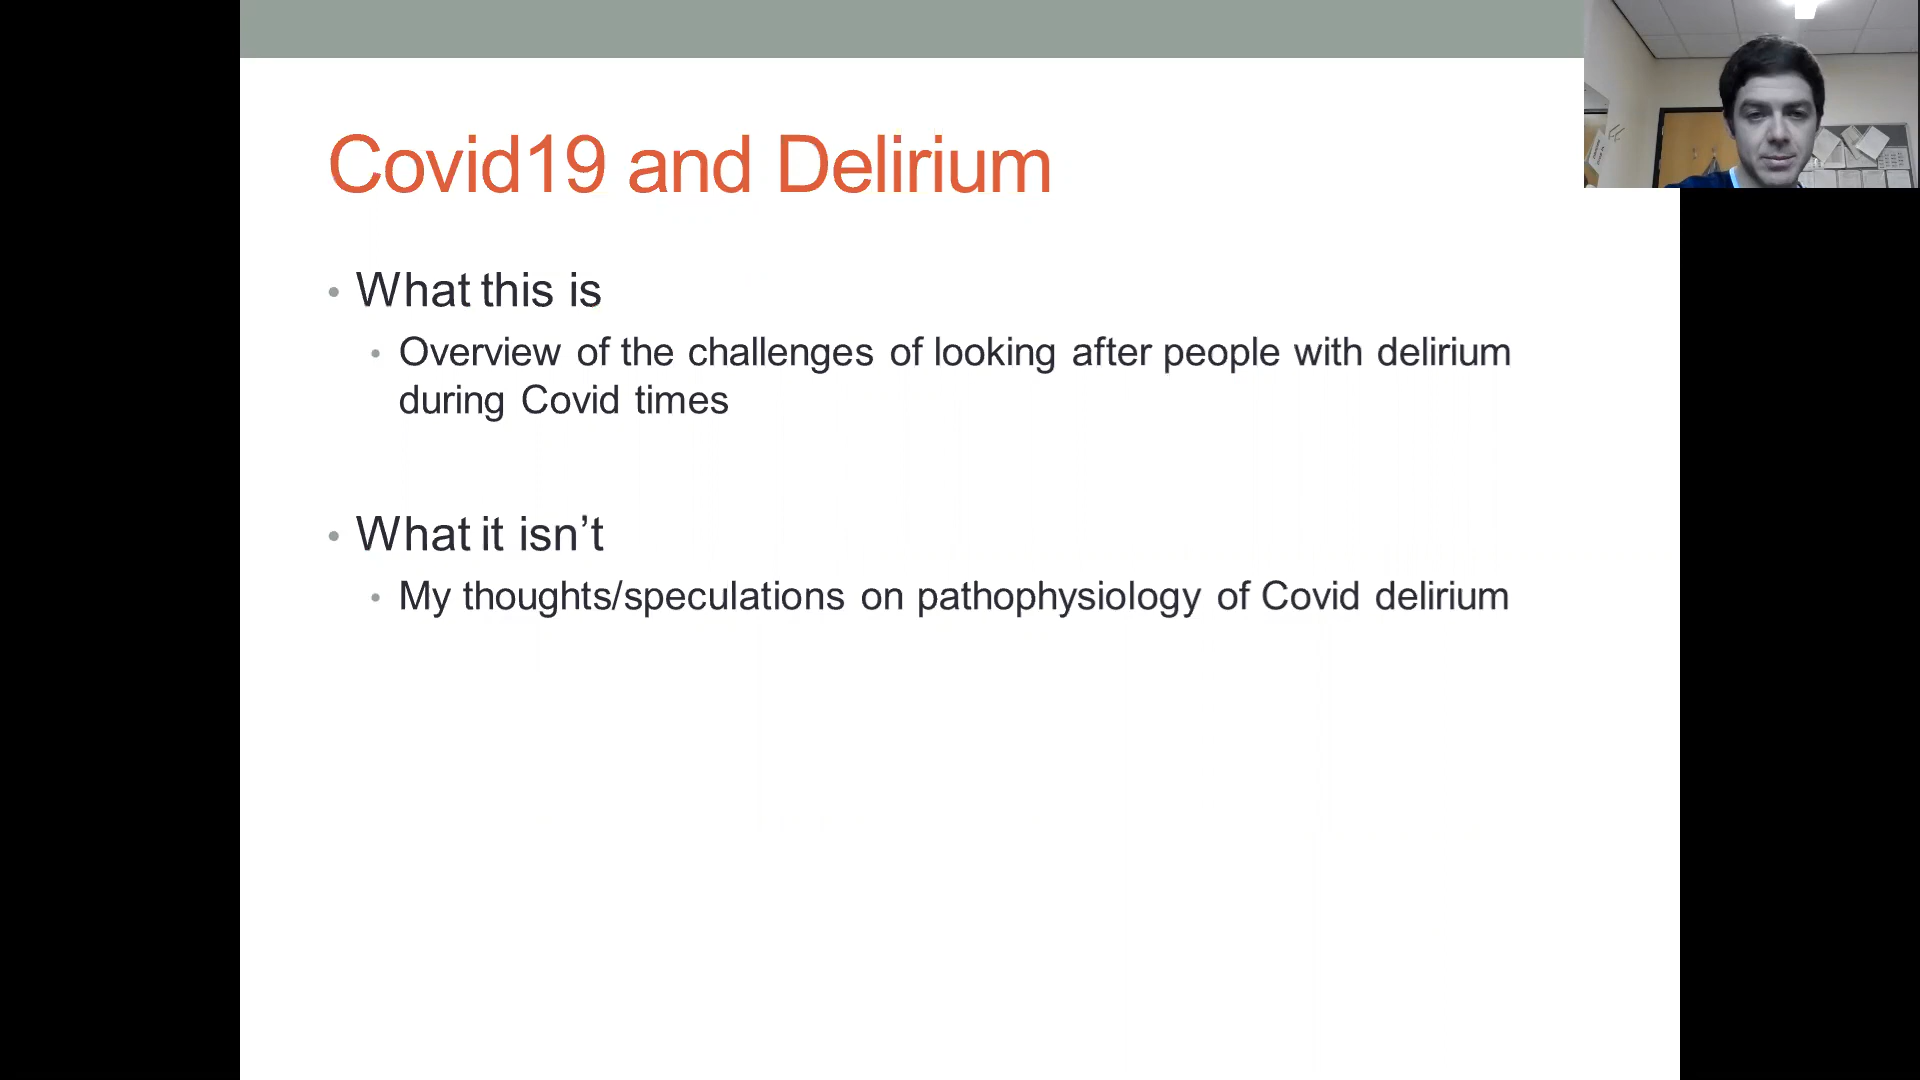 Covid19 and Delirium
• What this is
• Overview of the challenges of looking after people with delirium
during Covid times
• What it isn’t
• My thoughts/speculations on pathophysiology of Covid delirium